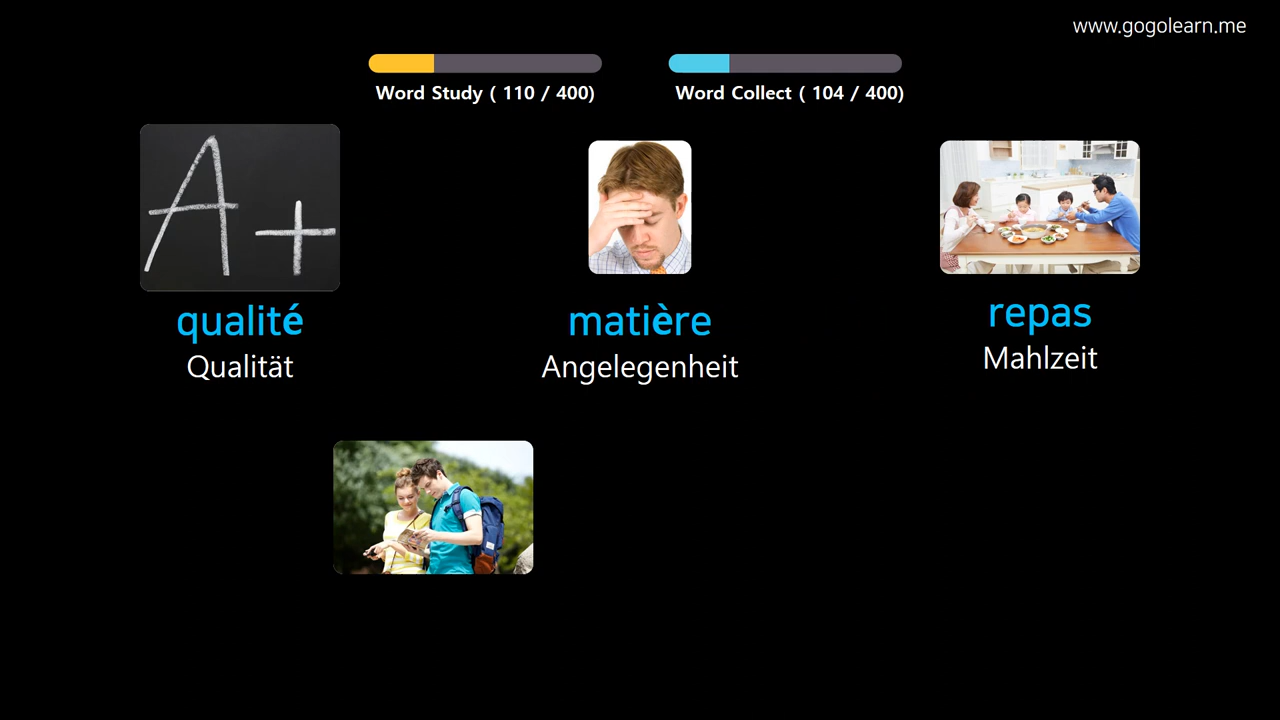 www.gogolearn.me
Word Study ( 110 / 400)
Word Collect ( 104 / 400)
A+
qualité
Qualität
matière
Angelegenheit
repas
Mahlzeit